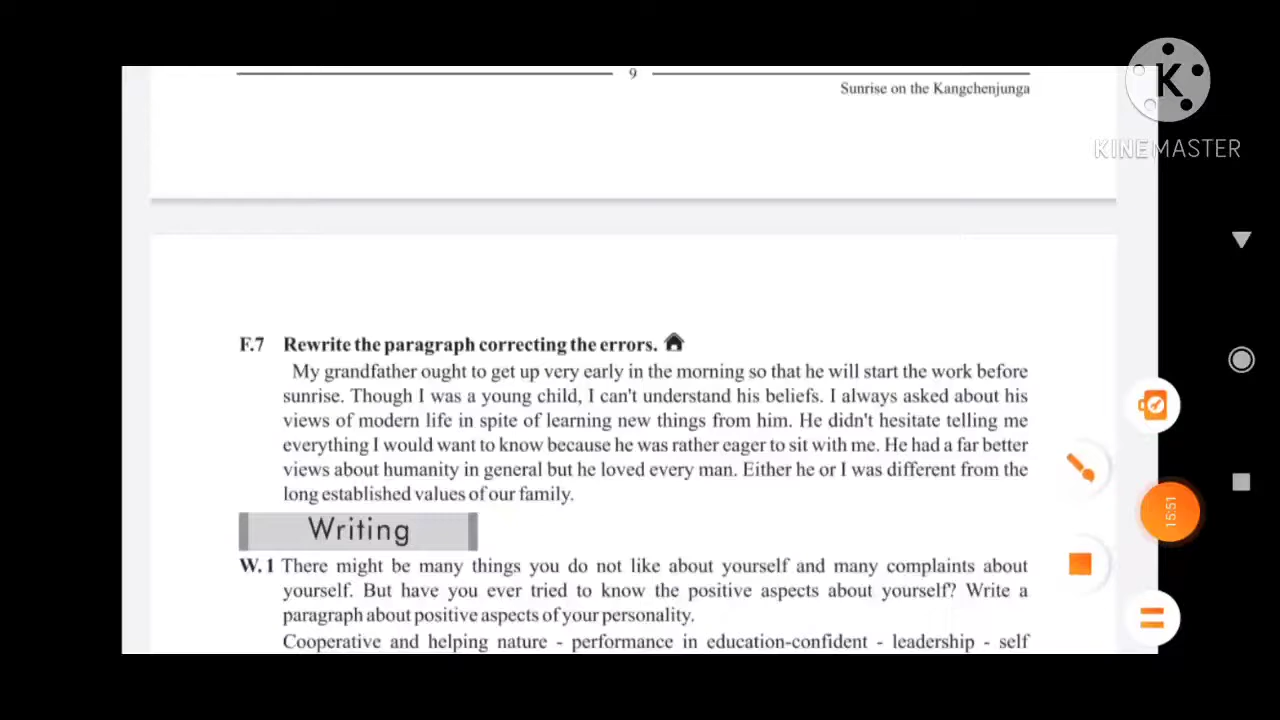 9
Sunrise on the Kangchenjunga
KINEMASTER
F.7 Rewrite the paragraph correcting the errors.
My grandfather ought to get up very early in the morning so that he will start the work before
sunrise. Though I was a young child, I can't understand his beliefs. I always asked about his
views of modern life in spite of learning new things from him. He didn't hesitate telling me
everything I would want to know because he was rather eager to sit with me. He had a far better
views about humanity in general but he loved every man. Either he or I was different from the
long established values of our family.
Writing
W.1 There might be many things you do not like about yourself and many complaints about
yourself. But have you ever tried to know the positive aspects about yourself? Write a
paragraph about positive aspects of your personality.
Cooperative and helping nature - performance in education-confident - leadership - self
15:51